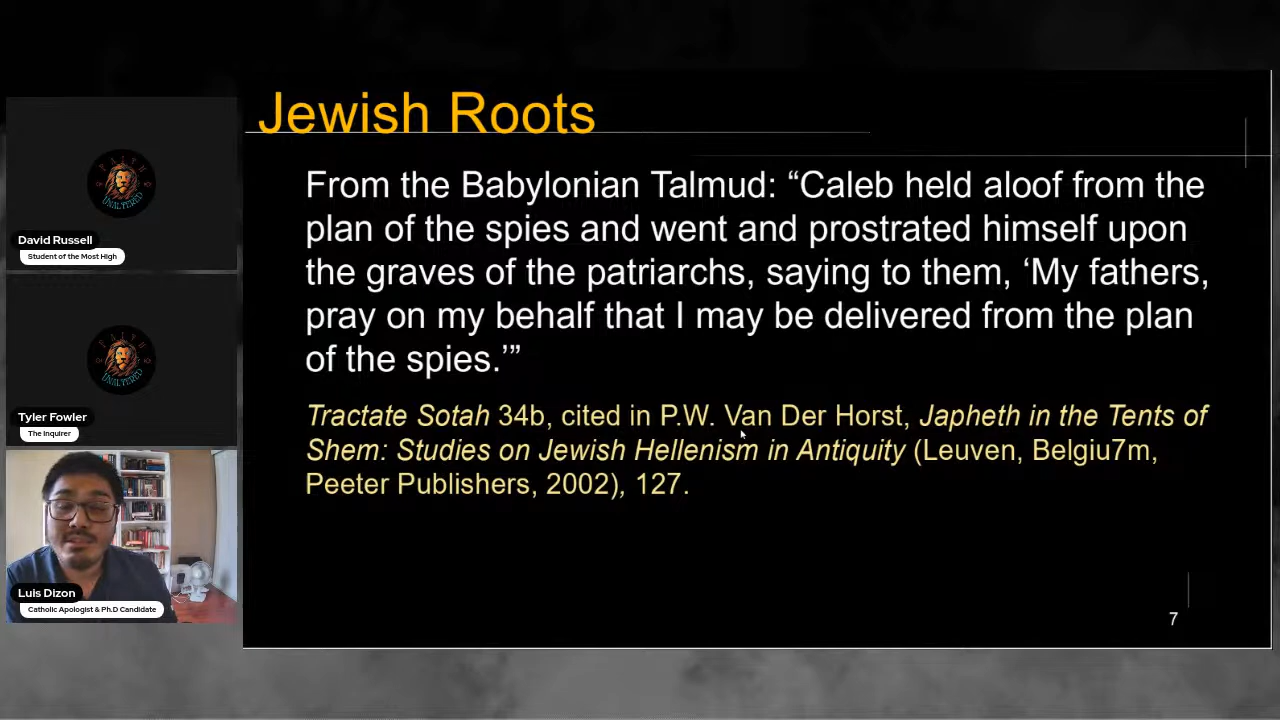 Jewish Roots
From the Babylonian Talmud: “Caleb held aloof from the
plan of the spies and went and prostrated himself upon
the graves of the patriarchs, saying to them, ‘My fathers,
pray on my behalf that I may be delivered from the plan
of the spies.’”
Tractate Sotah 34b, cited in P.W. Van Der Horst, Japheth in the Tents of
Shem: Studies on Jewish Hellenism in Antiquity (Leuven, Belgiu7m,
Peeter Publishers, 2002), 127.
7
FAITH
UNALTERED
David Russell
Student of the Most High
FAITH
UNALTERED
Tyler Fowler
The Inquirer
Luis Dizon
Catholic Apologist & Ph.D Candidate